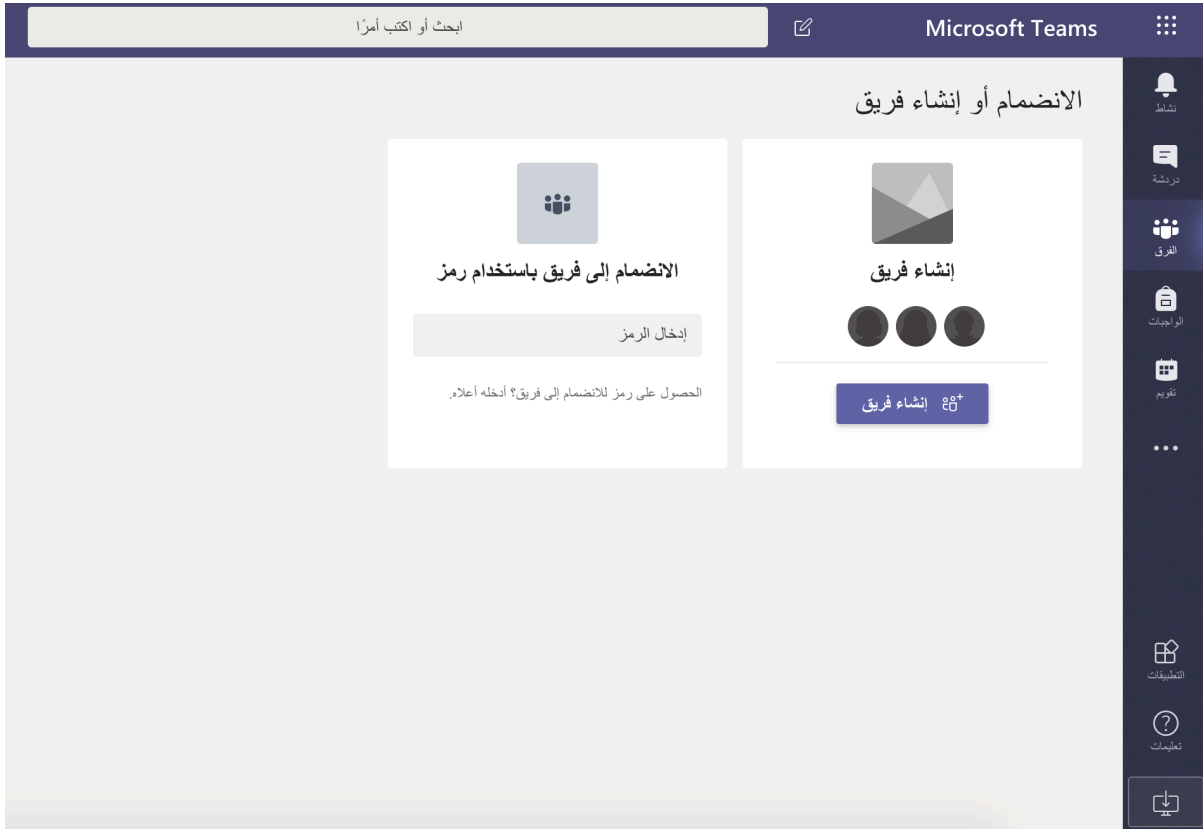 Microsoft Teams
ابحث أو اكتب أمرًا
نشاط
دردشة
الفرق
الواجبات
تقويم
التطبيقات
تعليمات
الانضمام أو إنشاء فريق
إنشاء فريق
إنشاء فريق
الانضمام إلى فريق باستخدام رمز
إدخال الرمز
الحصول على رمز للانضمام إلى فريق؟ أدخله أعلاه.